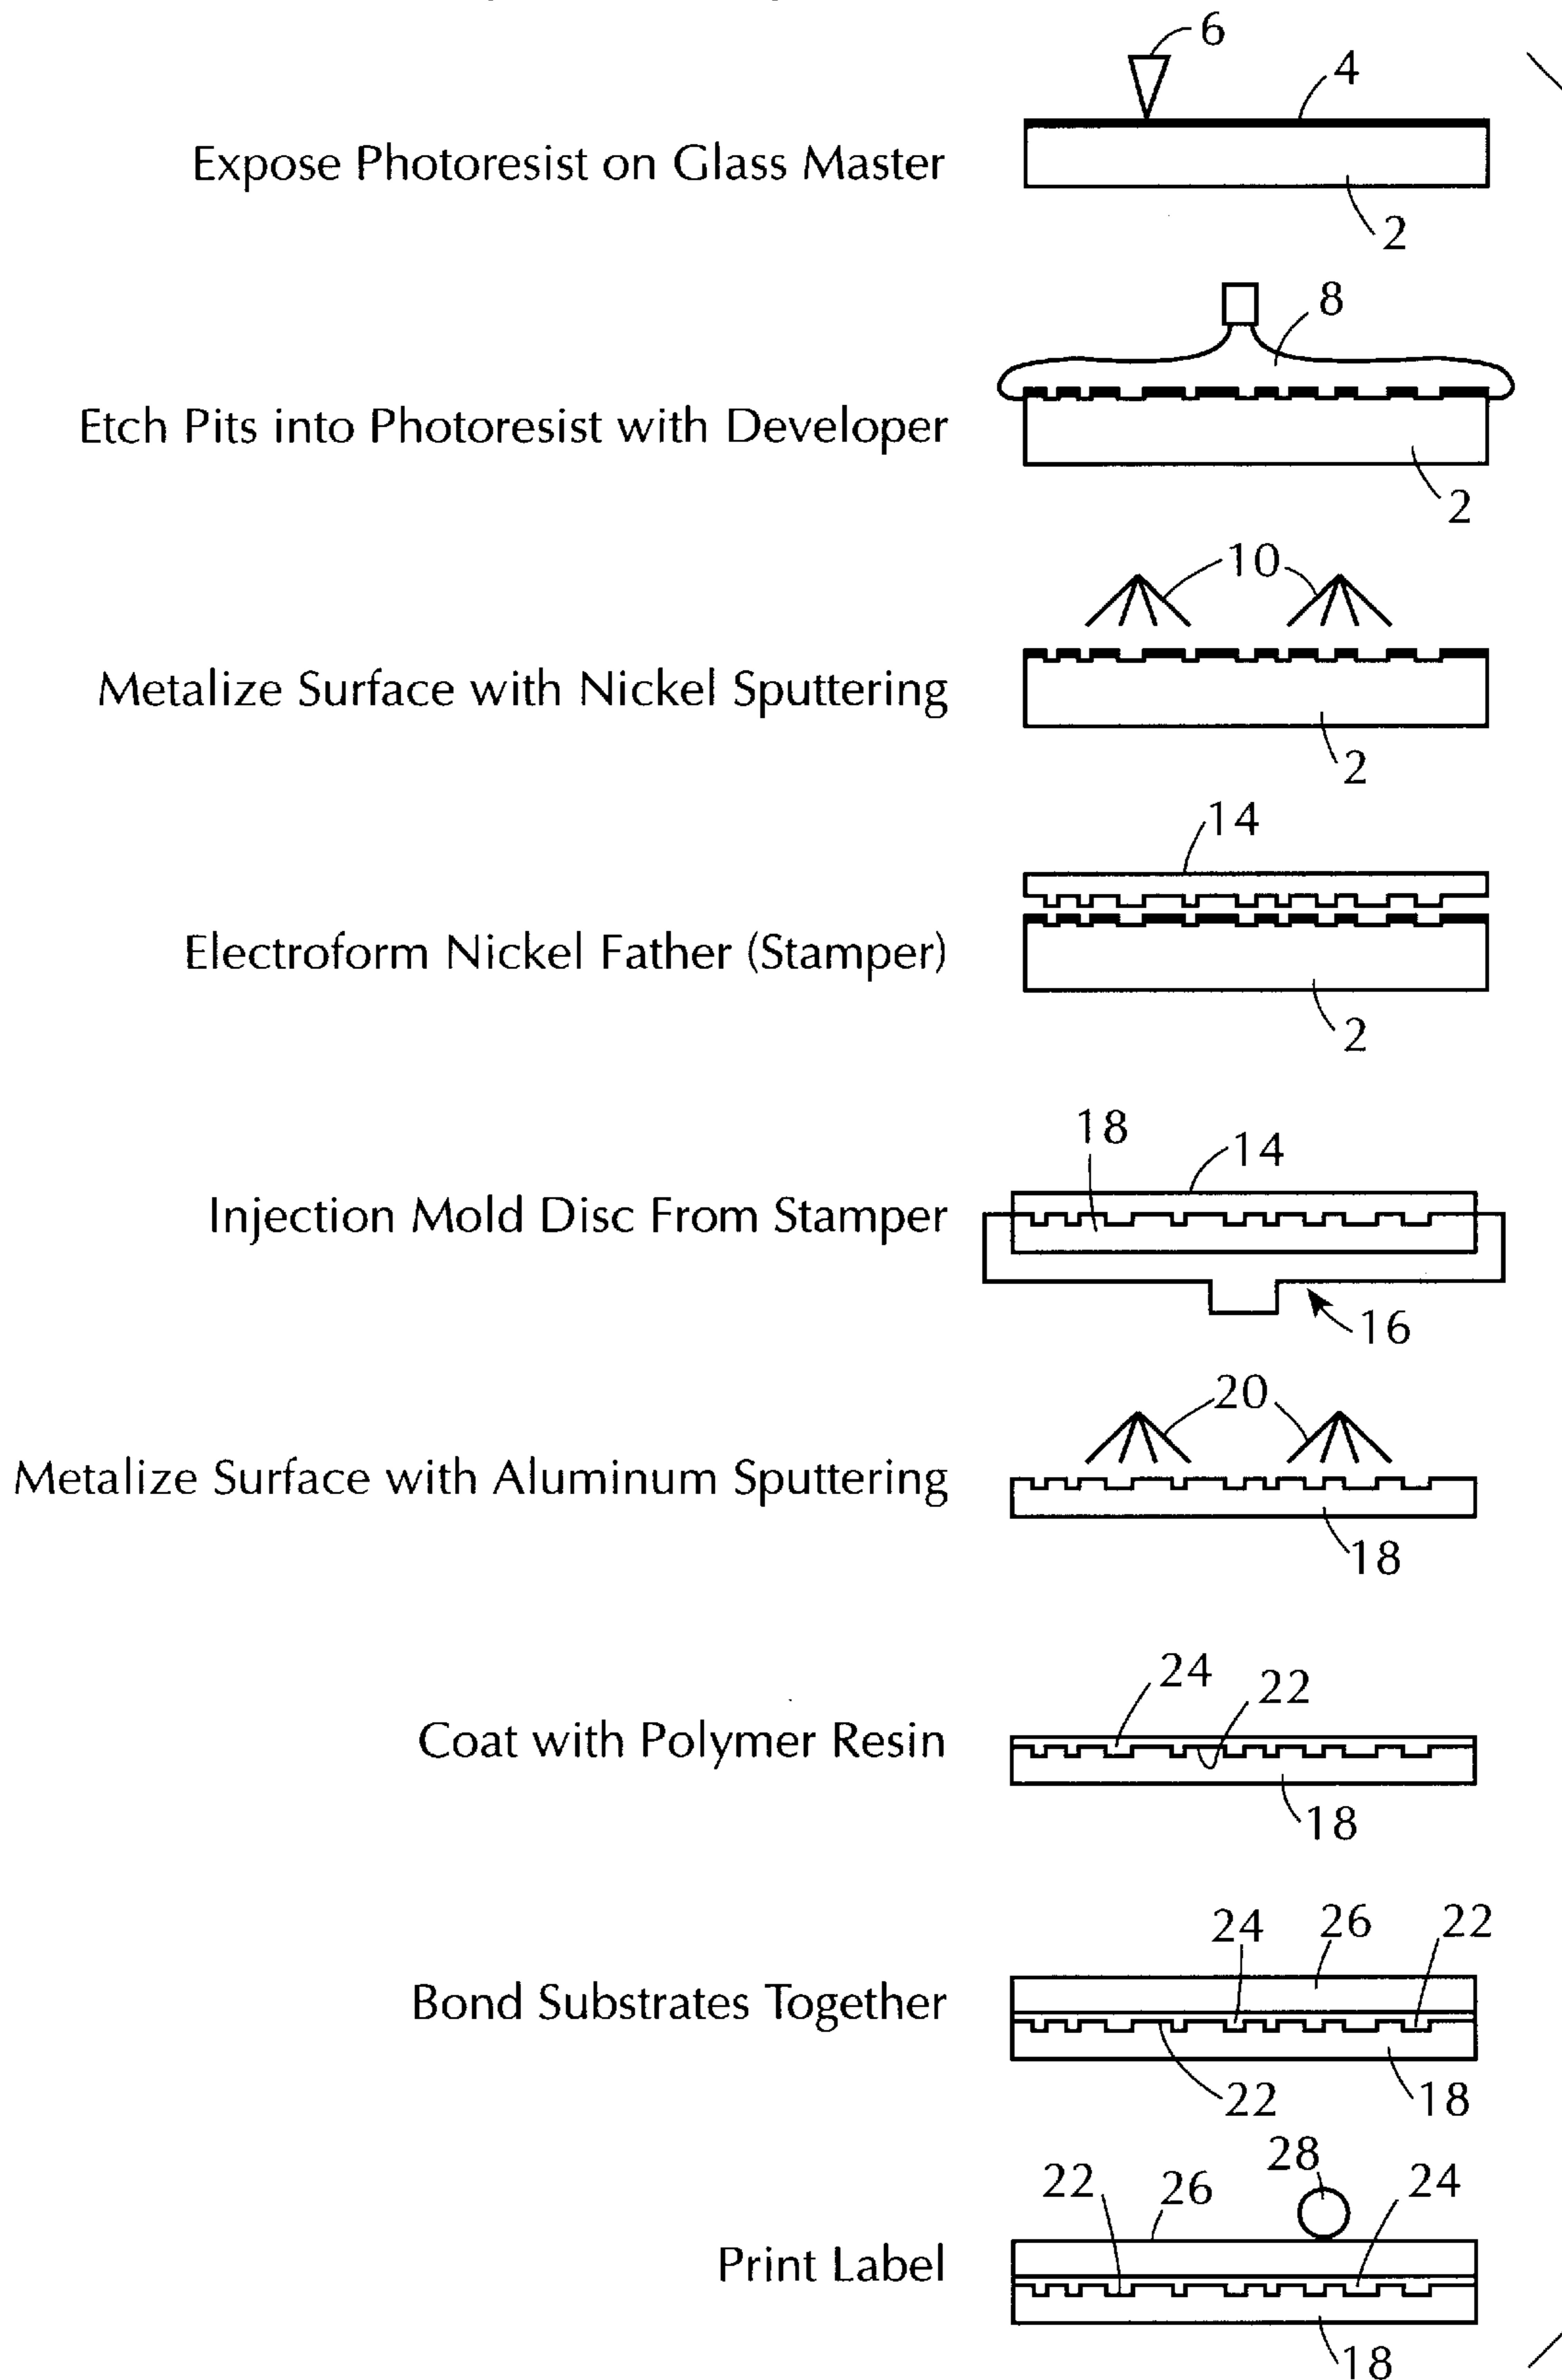 6
4
Expose Photoresist on Glass Master
2
8
Etch Pits into Photoresist with Developer
2
10
Metalize Surface with Nickel Sputtering
2
14
Electroform Nickel Father (Stamper)
2
18
14
Injection Mold Disc From Stamper
16
20
Metalize Surface with Aluminum Sputtering
18
24
22
Coat with Polymer Resin
18
24 26 22
Bond Substrates Together
22 18
28
22 26 24
Print Label
18